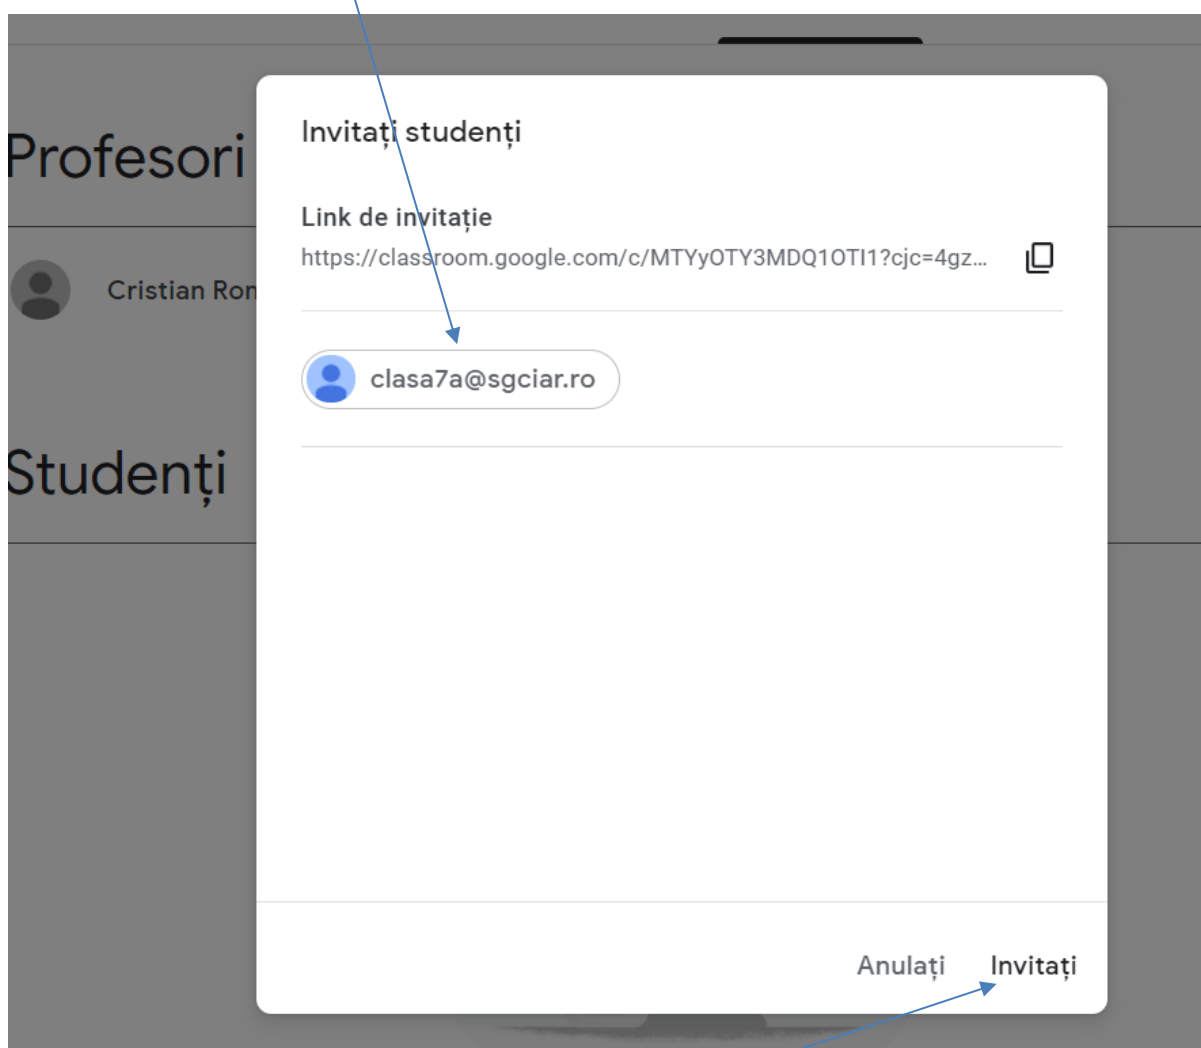 Profesori
Cristian Ron
Studenți
Invitați studenți
Link de invitație
https://classroom.google.com/c/MTYyOTY3MDQ1OTI1?cjc=4gz...
clasa7a@sgciar.ro
Anulați Invitați